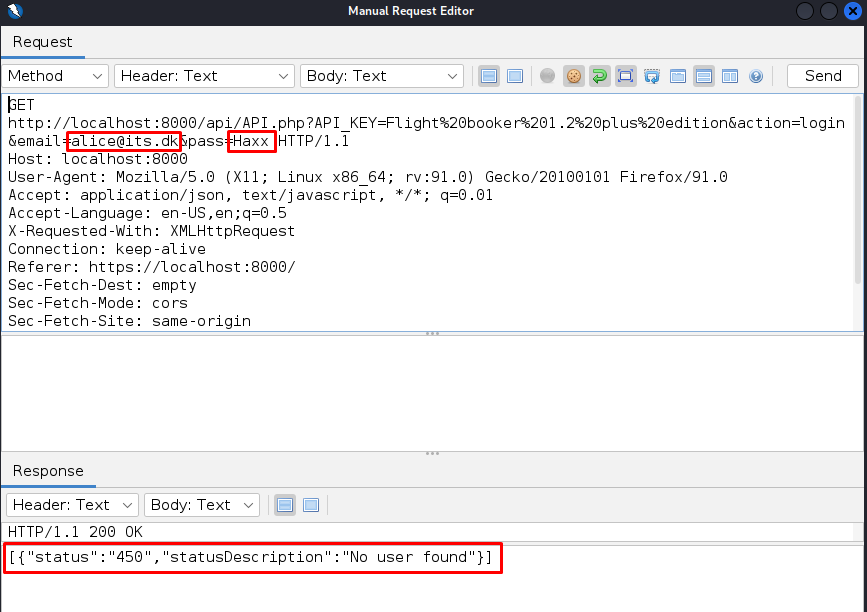 Manual Request Editor
Request
Method Header: Text Body: Text Send
GET
http://localhost:8000/api/API.php?API_KEY=Flight%20booker%201.2%20plus%20edition&action=login
&email=alice@its.dk&pass=Haxx HTTP/1.1
Host: localhost:8000
User-Agent: Mozilla/5.0 (X11; Linux x86_64; rv:91.0) Gecko/20100101 Firefox/91.0
Accept: application/json, text/javascript, */*; q=0.01
Accept-Language: en-US,en;q=0.5
X-Requested-With: XMLHttpRequest
Connection: keep-alive
Referer: https://localhost:8000/
Sec-Fetch-Dest: empty
Sec-Fetch-Mode: cors
Sec-Fetch-Site: same-origin
Response
Header: Text Body: Text
HTTP/1.1 200 OK
[{"status":"450","statusDescription":"No user found"}]